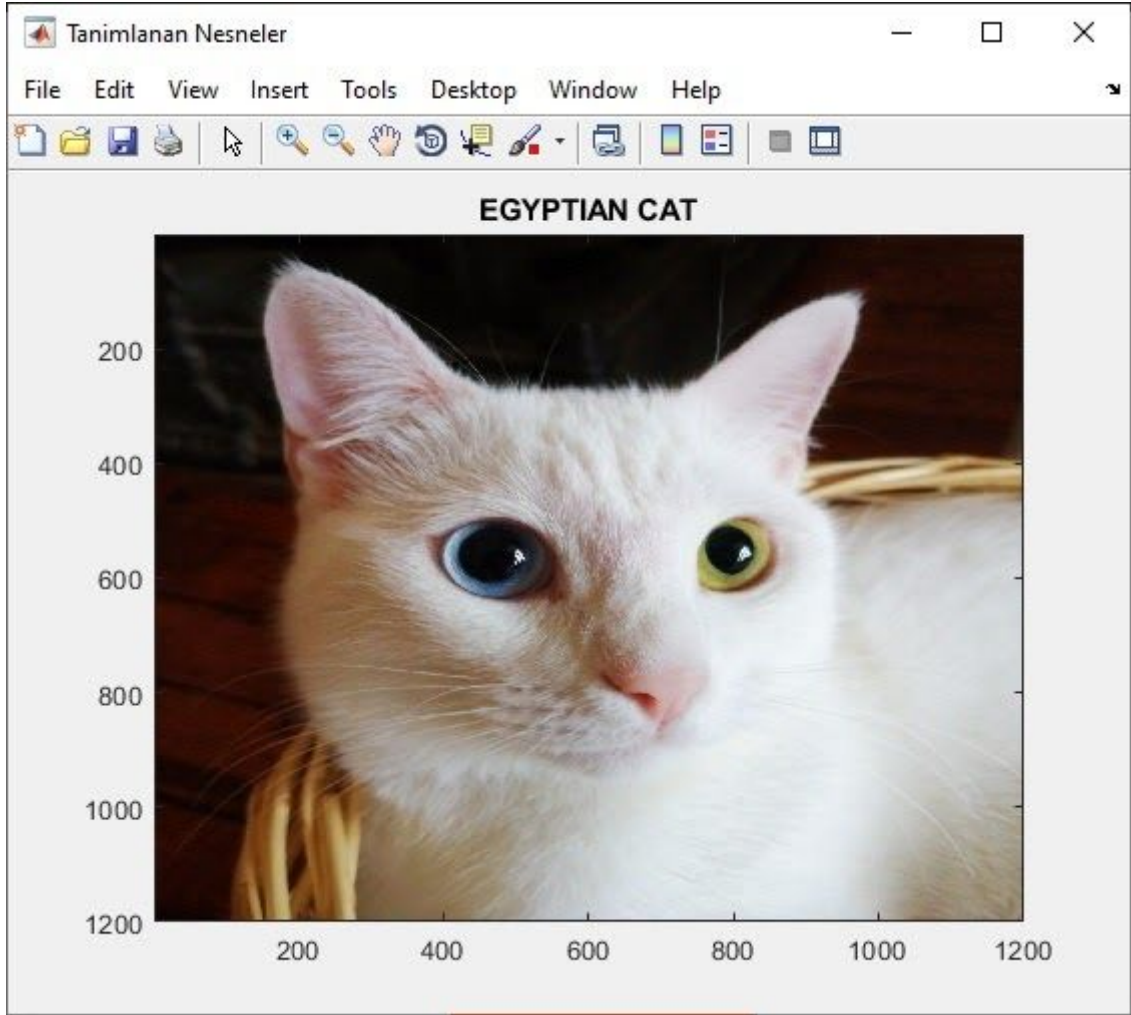 Tanimlanan Nesneler
File Edit View Insert Tools Desktop Window Help
EGYPTIAN CAT
200
400
600
800
1000
1200
200 400 600 800 1000 1200